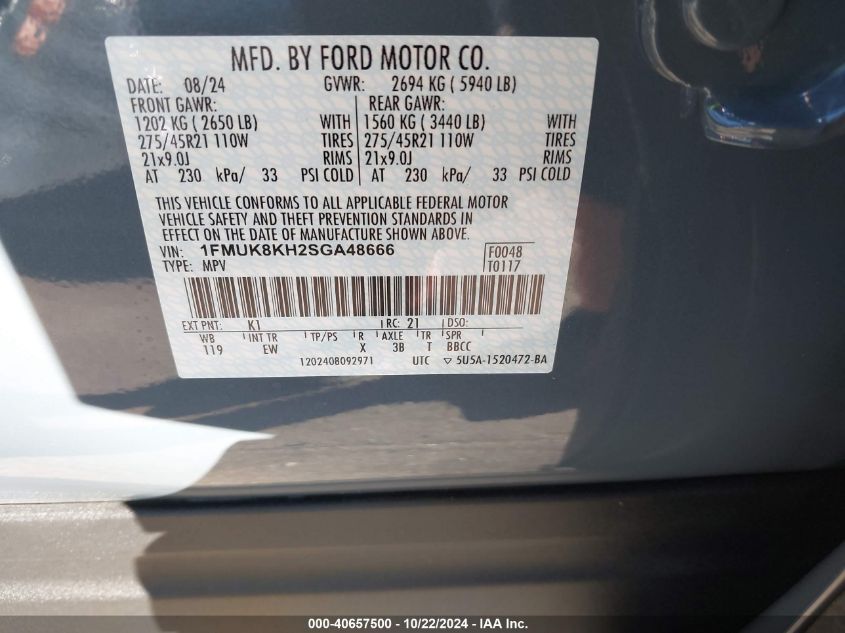 MFD. BY FORD MOTOR CO.
DATE: 08/24 GVWR: 2694 KG ( 5940 LB)
FRONT GAWR: REAR GAWR:
1202 KG ( 2650 LB) WITH 1560 KG ( 3440 LB) WITH
275/45R21 110W TIRES 275/45R21 110W TIRES
21x9.0J RIMS 21x9.0J RIMS
AT 230 kPa/ 33 PSI COLD AT 230 kPa/ 33 PSI COLD
THIS VEHICLE CONFORMS TO ALL APPLICABLE FEDERAL MOTOR
VEHICLE SAFETY AND THEFT PREVENTION STANDARDS IN
EFFECT ON THE DATE OF MANUFACTURE SHOWN ABOVE.
VIN: 1FMUK8KH2SGA48666 F0048
TYPE: MPV T0117
EXT PNT: K1 RC: 21 DSO:
WB INT TR TP/PS R AXLE TR SPR
119 EW X 3B T BBCC
120240B092971 UTC ▽ 5U5A-1520472-BA
000-40657500 - 10/22/2024 - IAA Inc.